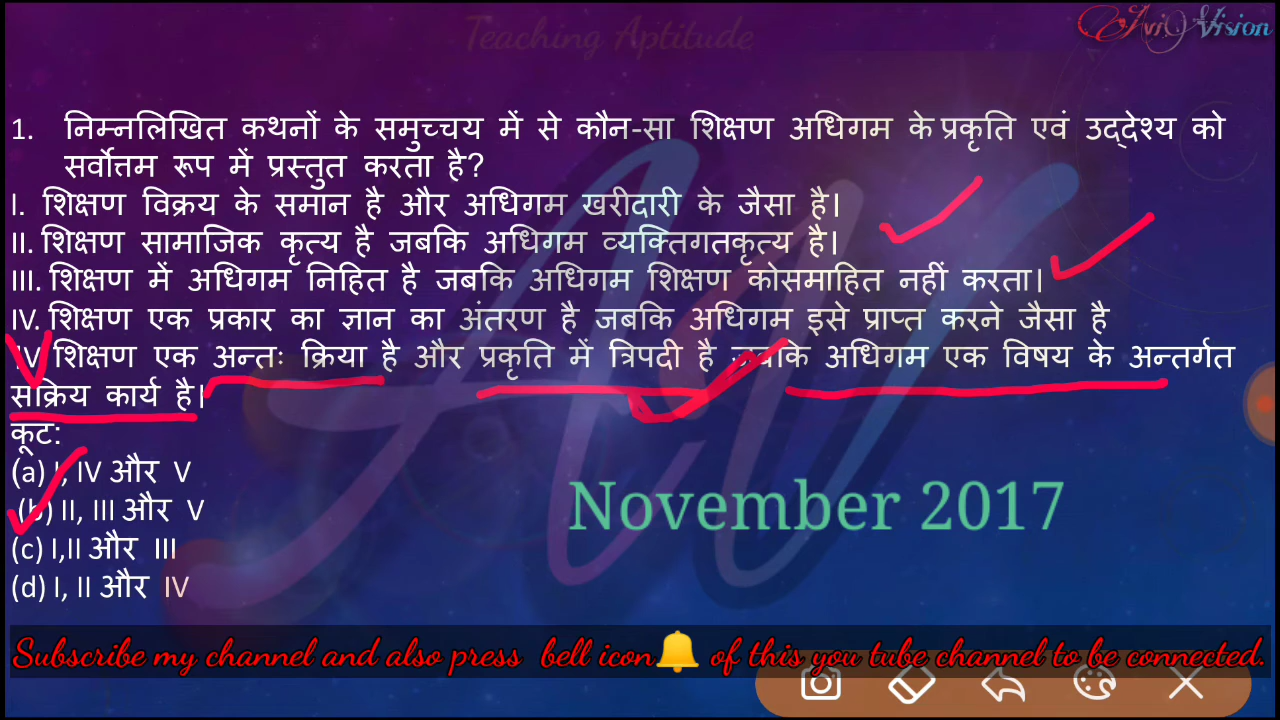 Teaching Aptitude
Avi Vision
1. निम्नलिखित कथनों के समुच्चय में से कौन-सा शिक्षण अधिगम के प्रकृति एवं उद्देश्य को
सर्वोत्तम रूप में प्रस्तुत करता है?
I. शिक्षण विक्रय के समान है और अधिगम खरीदारी के जैसा है।
II. शिक्षण सामाजिक कृत्य है जबकि अधिगम व्यक्तिगतकृत्य है।
III. शिक्षण में अधिगम निहित है जबकि अधिगम शिक्षण कोसमाहित नहीं करता।
IV. शिक्षण एक प्रकार का ज्ञान का अंतरण है जबकि अधिगम इसे प्राप्त करने जैसा है
V शिक्षण एक अन्तः क्रिया है और प्रकृति में त्रिपदी है जबकि अधिगम एक विषय के अन्तर्गत
सक्रिय कार्य है।
कूट:
(a) I, IV और V
(b) II, III और V
(c) I,II और III
(d) I, II और IV
November 2017
Subscribe my channel and also press bell icon🔔 of this you tube channel to be connected.